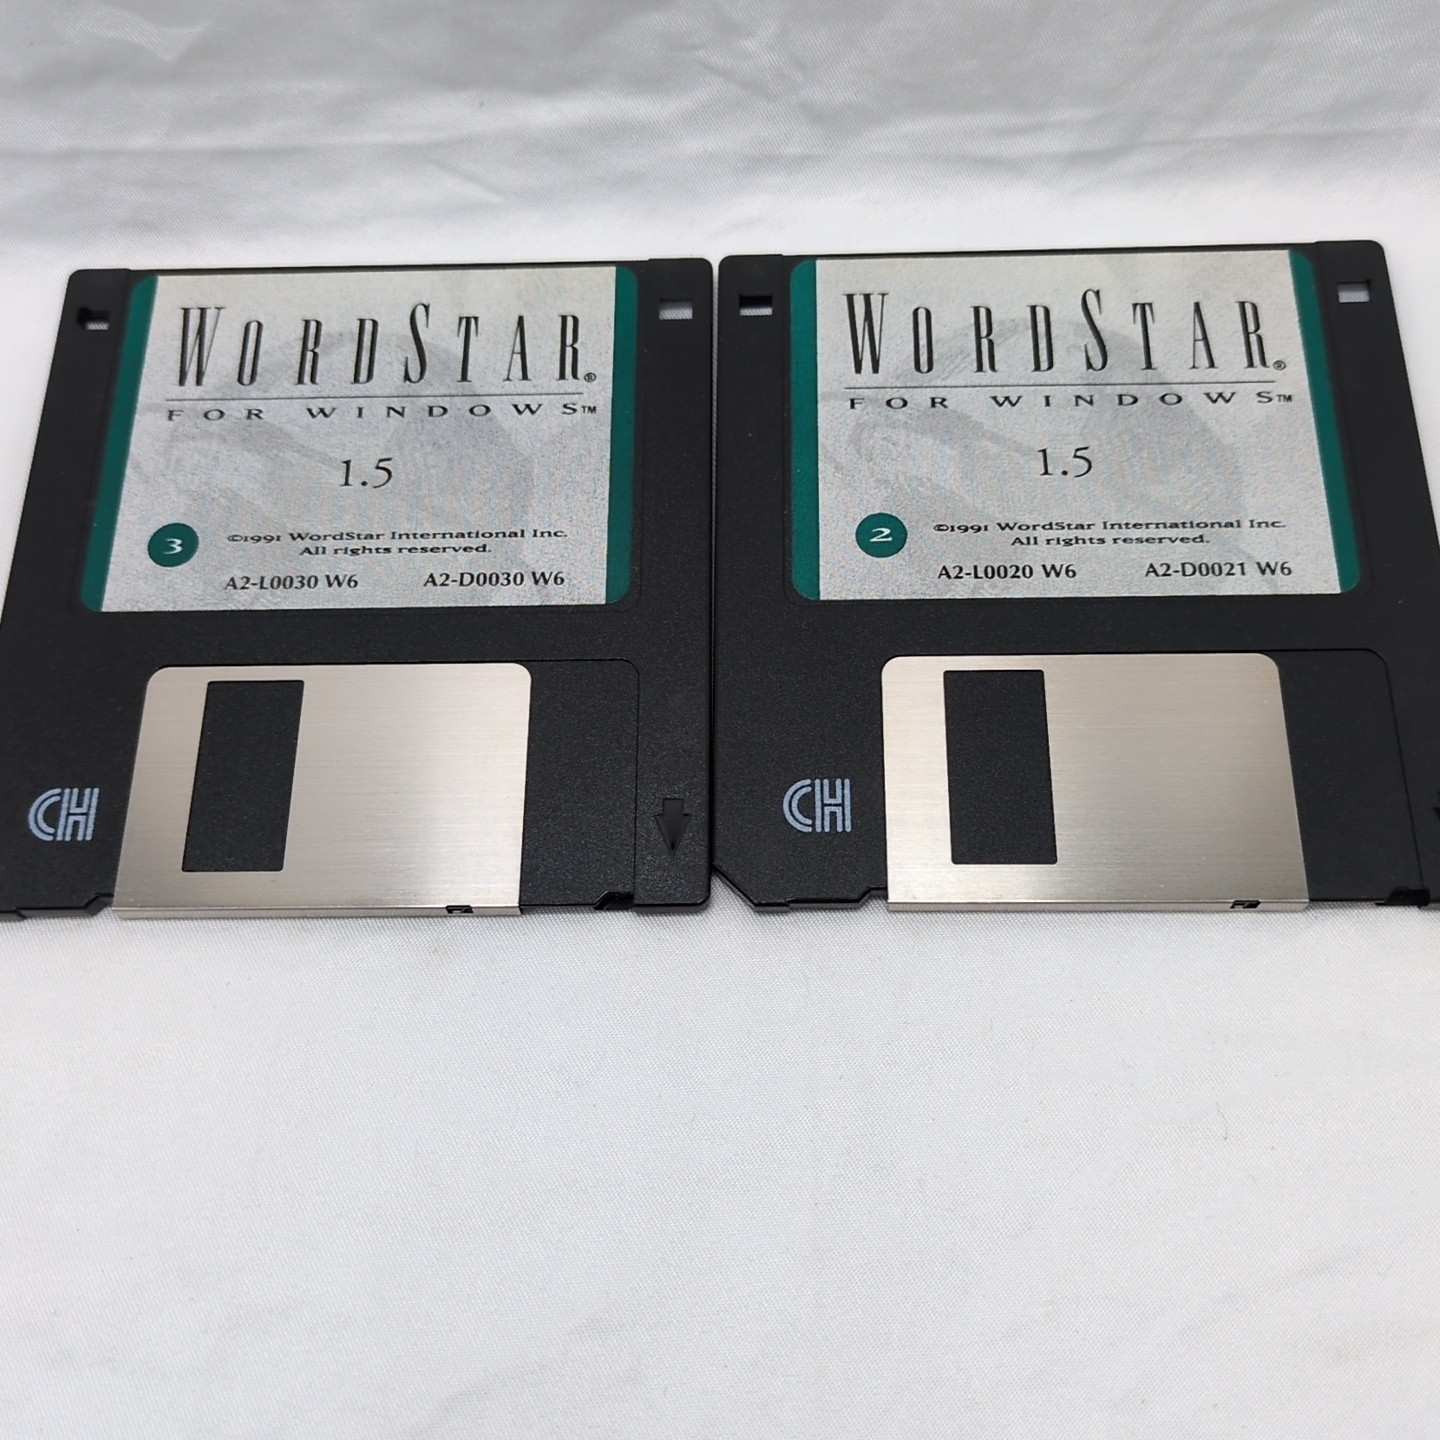 WORDSTAR®
FOR WINDOWS™
1.5
3
©1991 WordStar International Inc.
All rights reserved.
A2-L0030 W6 A2-D0030 W6
CH
WORDSTAR®
FOR WINDOWS™
1.5
2
©1991 WordStar International Inc.
All rights reserved.
A2-L0020 W6 A2-D0021 W6
CH